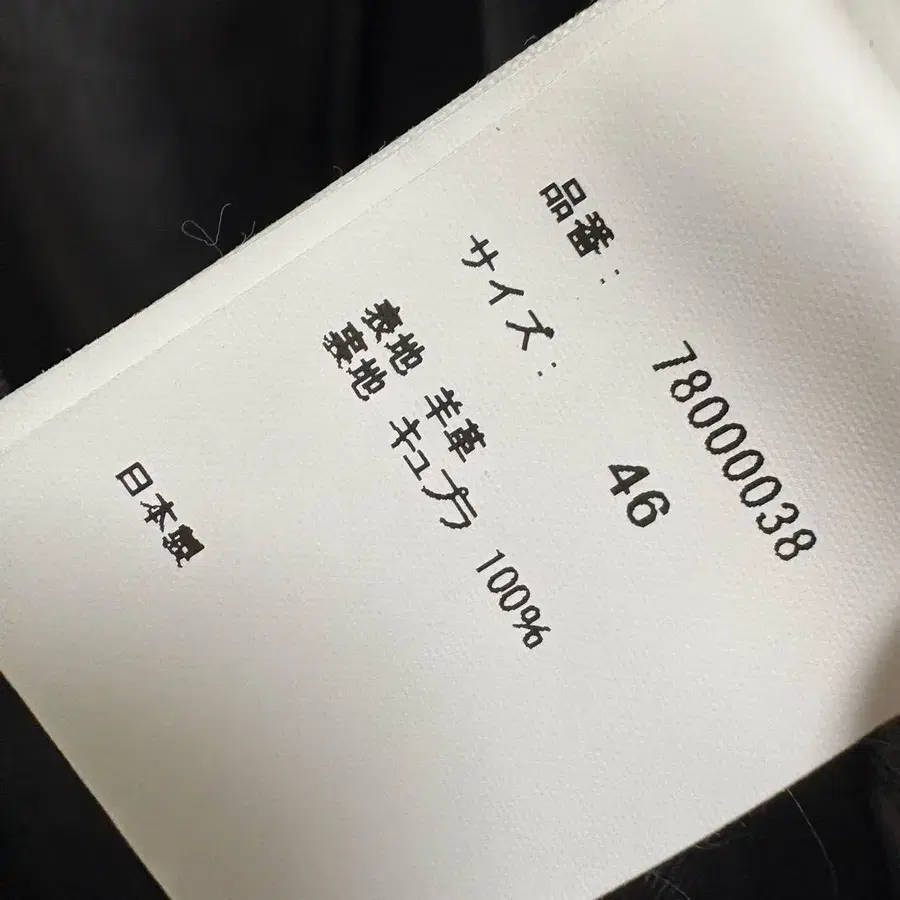 品番： 78000038
サイズ： 46
表地 羊革
裏地 キュプラ 100%
日本製